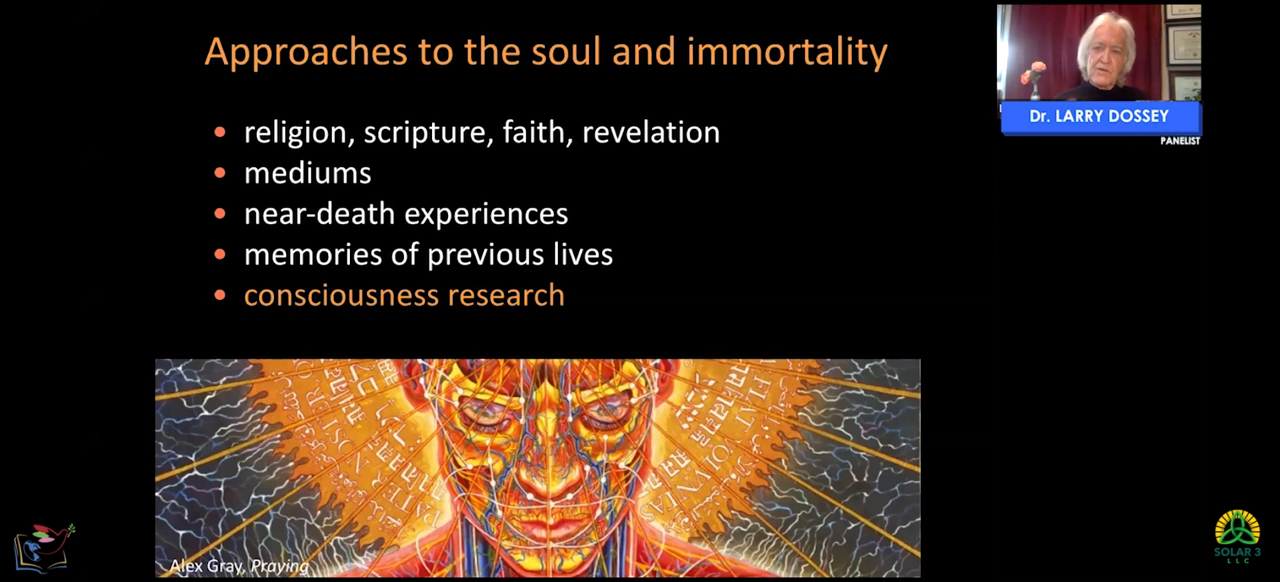 Approaches to the soul and immortality
• religion, scripture, faith, revelation
• mediums
• near-death experiences
• memories of previous lives
• consciousness research
Dr. LARRY DOSSEY
PANELIST
Alex Gray, Praying
SOLAR 3
LLC